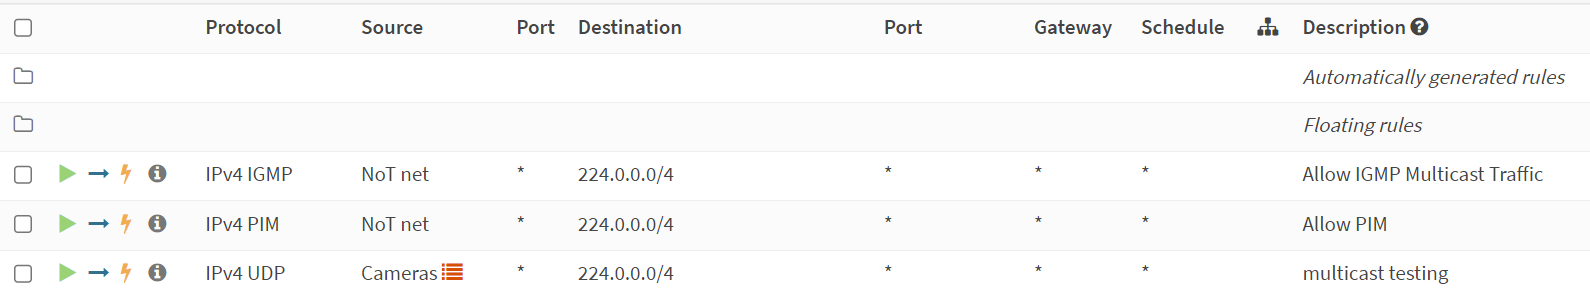 Protocol Source Port Destination Port Gateway Schedule Description
Automatically generated rules
Floating rules
IPv4 IGMP NoT net * 224.0.0.0/4 * * * Allow IGMP Multicast Traffic
IPv4 PIM NoT net * 224.0.0.0/4 * * * Allow PIM
IPv4 UDP Cameras * 224.0.0.0/4 * * * multicast testing